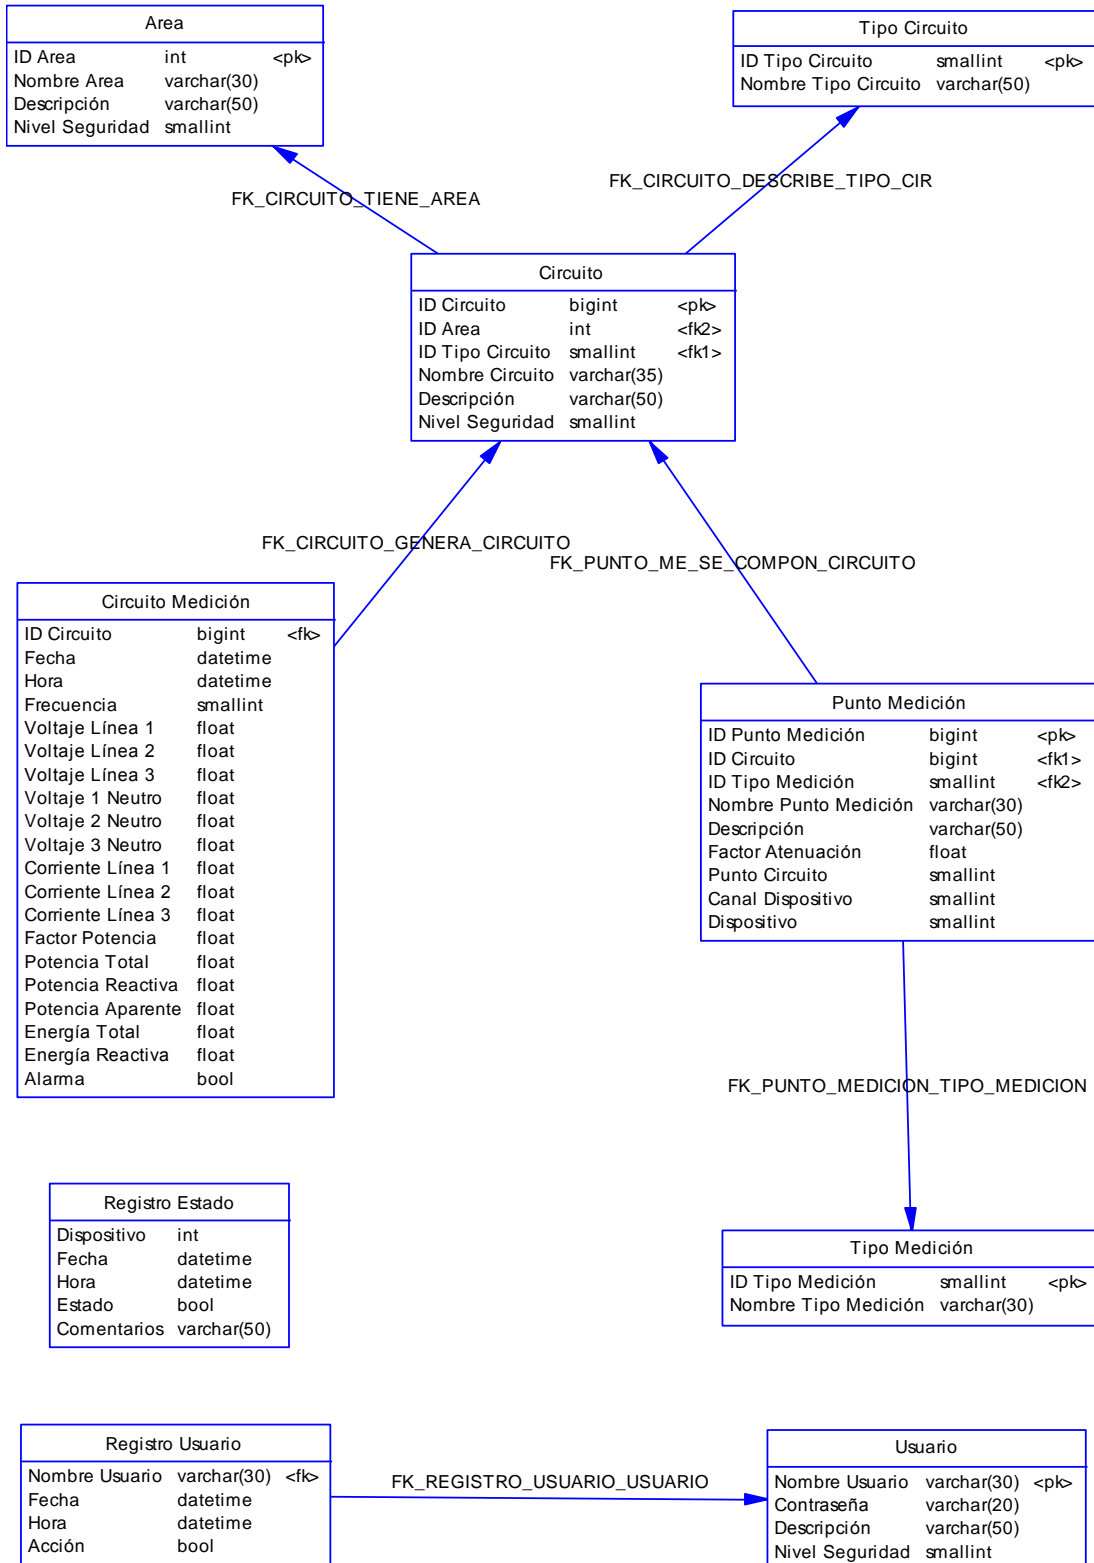 Area
ID Area int <pk>
Nombre Area varchar(30)
Descripción varchar(50)
Nivel Seguridad smallint
Tipo Circuito
ID Tipo Circuito smallint <pk>
Nombre Tipo Circuito varchar(50)
FK_CIRCUITO_TIENE_AREA
FK_CIRCUITO_DESCRIBE_TIPO_CIR
Circuito
ID Circuito bigint <pk>
ID Area int <fk2>
ID Tipo Circuito smallint <fk1>
Nombre Circuito varchar(35)
Descripción varchar(50)
Nivel Seguridad smallint
FK_CIRCUITO_GENERA_CIRCUITO
FK_PUNTO_ME_SE_COMPON_CIRCUITO
Circuito Medición
ID Circuito bigint <fk>
Fecha datetime
Hora datetime
Frecuencia smallint
Voltaje Línea 1 float
Voltaje Línea 2 float
Voltaje Línea 3 float
Voltaje 1 Neutro float
Voltaje 2 Neutro float
Voltaje 3 Neutro float
Corriente Línea 1 float
Corriente Línea 2 float
Corriente Línea 3 float
Factor Potencia float
Potencia Total float
Potencia Reactiva float
Potencia Aparente float
Energía Total float
Energía Reactiva float
Alarma bool
Punto Medición
ID Punto Medición bigint <pk>
ID Circuito bigint <fk1>
ID Tipo Medición smallint <fk2>
Nombre Punto Medición varchar(30)
Descripción varchar(50)
Factor Atenuación float
Punto Circuito smallint
Canal Dispositivo smallint
Dispositivo smallint
FK_PUNTO_MEDICION_TIPO_MEDICION
Registro Estado
Dispositivo int
Fecha datetime
Hora datetime
Estado bool
Comentarios varchar(50)
Tipo Medición
ID Tipo Medición smallint <pk>
Nombre Tipo Medición varchar(30)
Registro Usuario
Nombre Usuario varchar(30) <fk>
Fecha datetime
Hora datetime
Acción bool
FK_REGISTRO_USUARIO_USUARIO
Usuario
Nombre Usuario varchar(30) <pk>
Contraseña varchar(20)
Descripción varchar(50)
Nivel Seguridad smallint